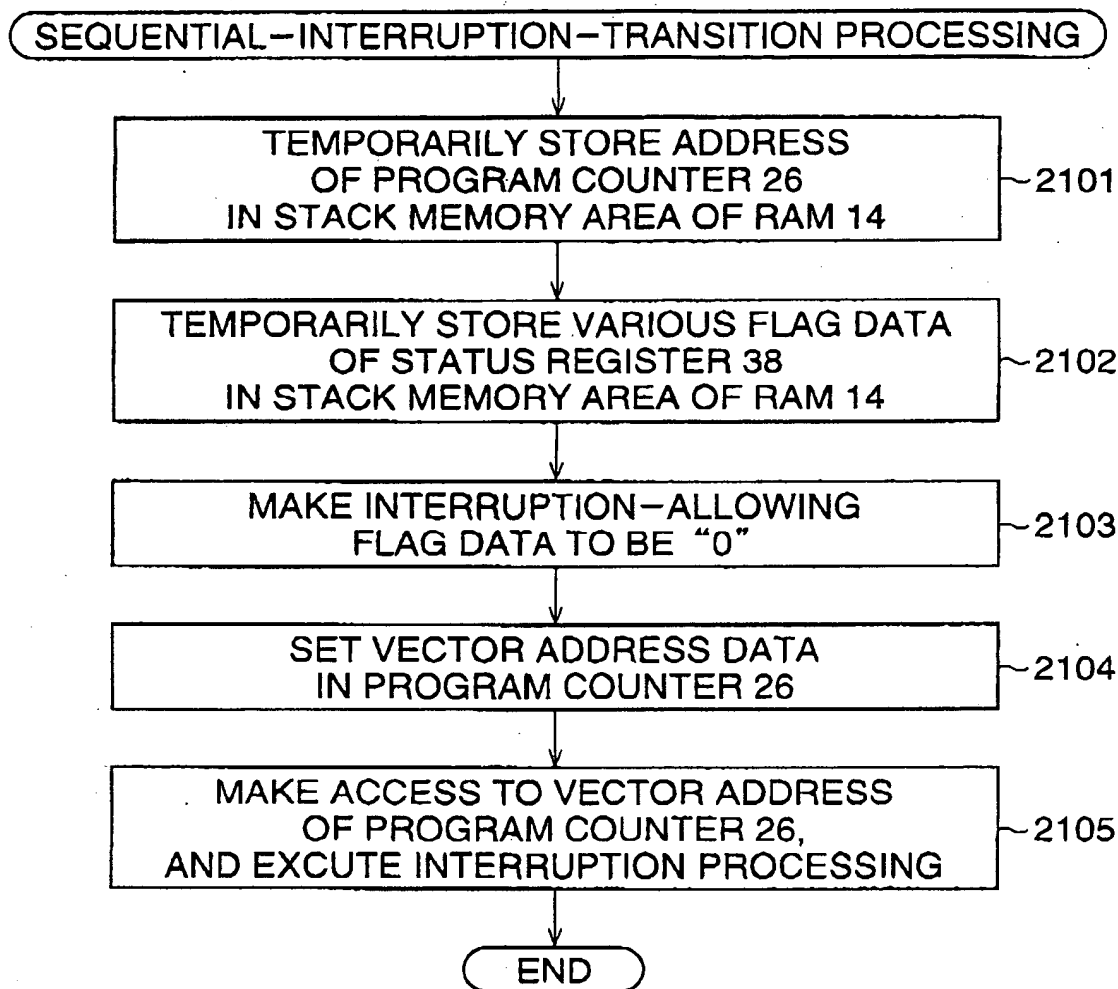 SEQUENTIAL-INTERRUPTION-TRANSITION PROCESSING
TEMPORARILY STORE ADDRESS
OF PROGRAM COUNTER 26
IN STACK MEMORY AREA OF RAM 14
2101
TEMPORARILY STORE VARIOUS FLAG DATA
OF STATUS REGISTER 38
IN STACK MEMORY AREA OF RAM 14
2102
MAKE INTERRUPTION-ALLOWING
FLAG DATA TO BE “0”
2103
SET VECTOR ADDRESS DATA
IN PROGRAM COUNTER 26
2104
MAKE ACCESS TO VECTOR ADDRESS
OF PROGRAM COUNTER 26,
AND EXCUTE INTERRUPTION PROCESSING
2105
END